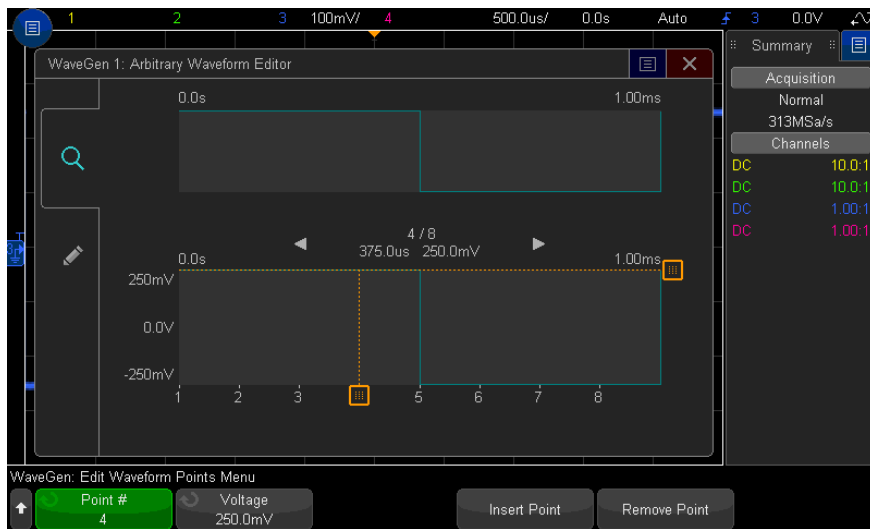 1 2 3 100mV/ 4 500.0us/ 0.0s Auto 3 0.0V
Summary
WaveGen 1: Arbitrary Waveform Editor
Acquisition
Normal
313MSa/s
Channels
DC 10.0:1
DC 10.0:1
DC 1.00:1
DC 1.00:1
0.0s 1.00ms
4 / 8
375.0us 250.0mV
0.0s 1.00ms
250mV
0.0V
-250mV
1 2 3 5 6 7 8
T
3
WaveGen: Edit Waveform Points Menu
Point #
4
Voltage
250.0mV
Insert Point
Remove Point